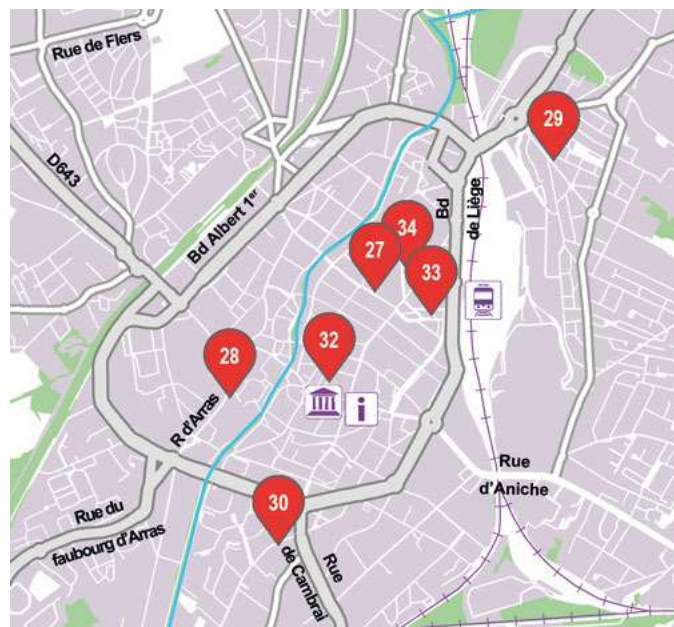 Rue de Flers
D643
Bd Albert 1er
Bd
de Liège
29
34
27
33
32
28
R d'Arras
i
Rue
d'Aniche
30
Rue du
faubourg d'Arras
Rue
de Cambrai